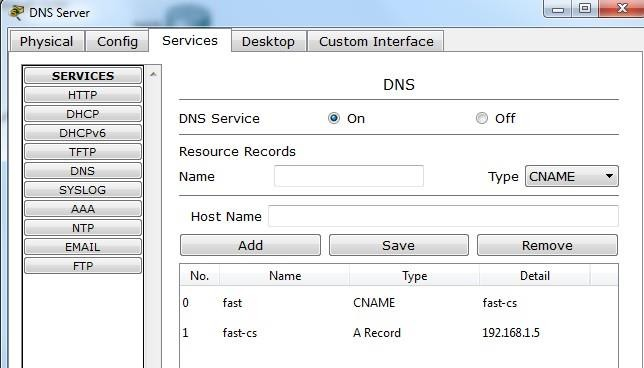 DNS Server
Physical Config Services Desktop Custom Interface
SERVICES
HTTP
DHCP
DHCPv6
TFTP
DNS
SYSLOG
AAA
NTP
EMAIL
FTP
DNS
DNS Service On Off
Resource Records
Name Type CNAME
Host Name
Add Save Remove
No. Name Type Detail
0 fast CNAME fast-cs
1 fast-cs A Record 192.168.1.5